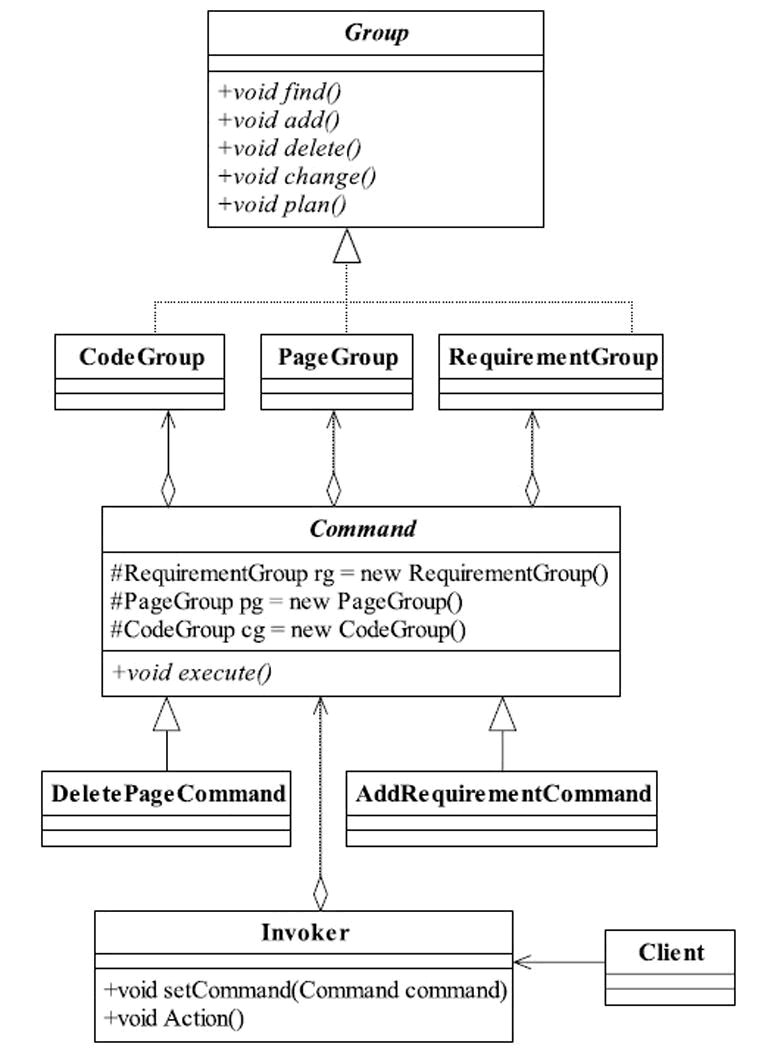 Group
+void find()
+void add()
+void delete()
+void change()
+void plan()
CodeGroup
PageGroup
RequirementGroup
Command
#RequirementGroup rg = new RequirementGroup()
#PageGroup pg = new PageGroup()
#CodeGroup cg = new CodeGroup()
+void execute()
DeletePageCommand
AddRequirementCommand
Invoker
+void setCommand(Command command)
+void Action()
Client